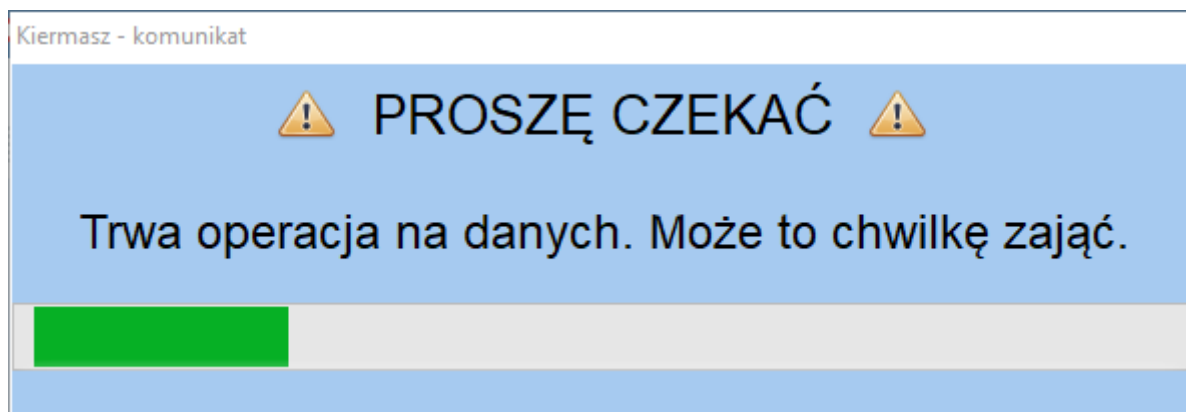 Kiermasz - komunikat
PROSZĘ CZEKAĆ
Trwa operacja na danych. Może to chwilkę zająć.